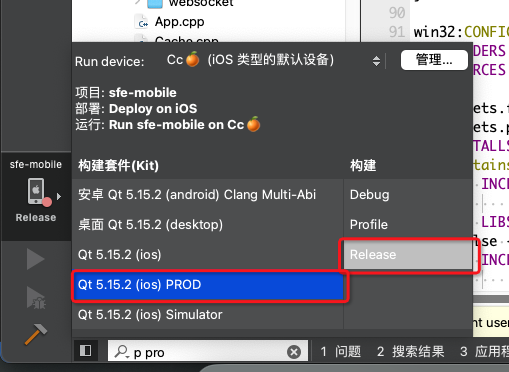 websocket
App.cpp
Cache.cpp
90
91 win32:CONFIG
Run device: Cc🍊 (iOS 类型的默认设备) 管理...
DERS
RCES
项目: sfe-mobile
部署: Deploy on iOS
运行: Run sfe-mobile on Cc🍊
ets.f
ets.p
TALLS
tains
INCE
LIBS
lse
INCE
构建套件(Kit) 构建
sfe-mobile
Release
安卓 Qt 5.15.2 (android) Clang Multi-Abi Debug
桌面 Qt 5.15.2 (desktop) Profile
Qt 5.15.2 (ios) Release
Qt 5.15.2 (ios) PROD
Qt 5.15.2 (ios) Simulator
nt user
p pro
1 问题 2 搜索结果 3 应用程